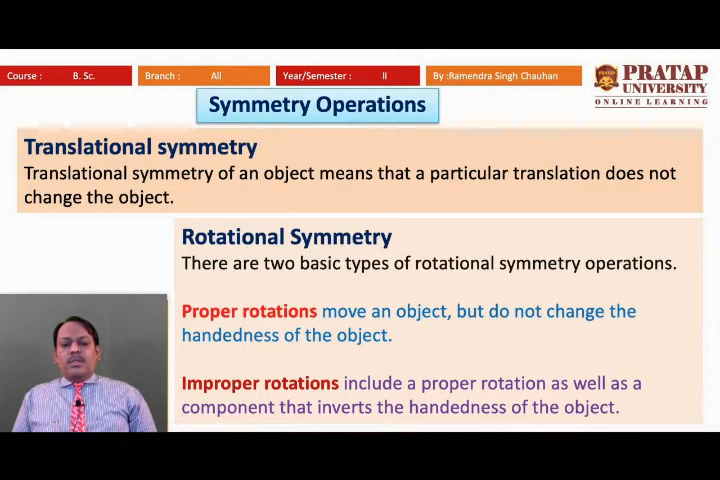 Course : B. Sc. Branch : All Year/Semester : II By :Ramendra Singh Chauhan
PRATAP
PRATAP
UNIVERSITY
ONLINE LEARNING
Symmetry Operations
Translational symmetry
Translational symmetry of an object means that a particular translation does not
change the object.
Rotational Symmetry
There are two basic types of rotational symmetry operations.
Proper rotations move an object, but do not change the
handedness of the object.
Improper rotations include a proper rotation as well as a
component that inverts the handedness of the object.